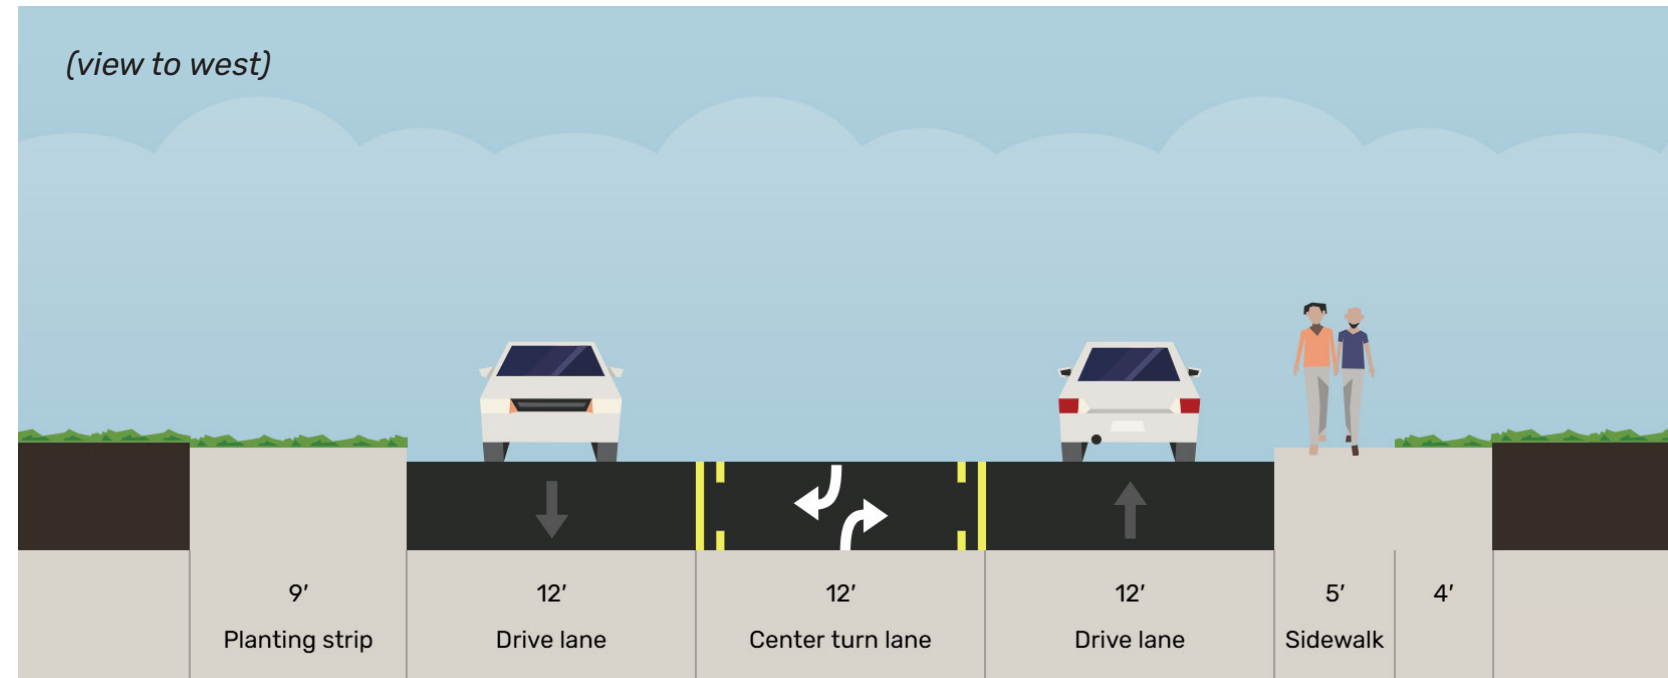 (view to west)
9′ 12′ 12′ 12′ 5′ 4′
Planting strip Drive lane Center turn lane Drive lane Sidewalk